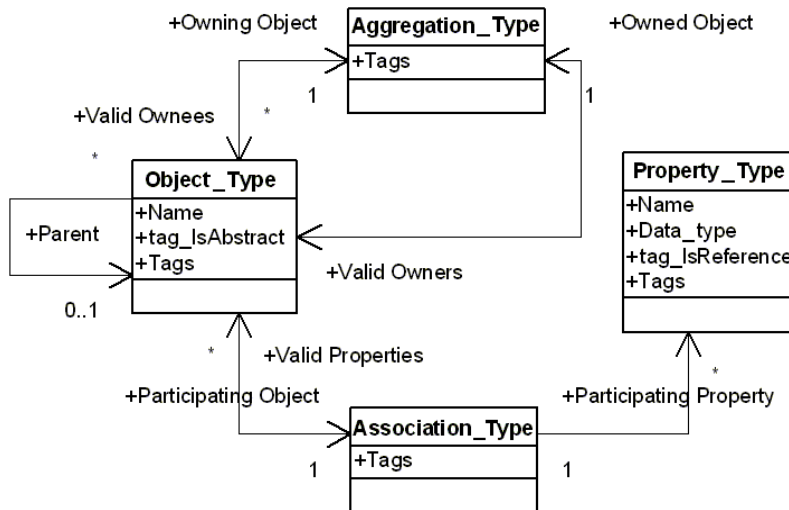 +Owning Object
Aggregation_Type
+Owned Object
+Tags
1
1
+Valid Ownees
*
*
Object_Type
Property_Type
+Name
+tag_IsAbstract
+Tags
+Name
+Data_type
+tag_IsReference
+Tags
+Parent
+Valid Owners
0..1
*
+Valid Properties
*
+Participating Object
+Participating Property
Association_Type
+Tags
1
1